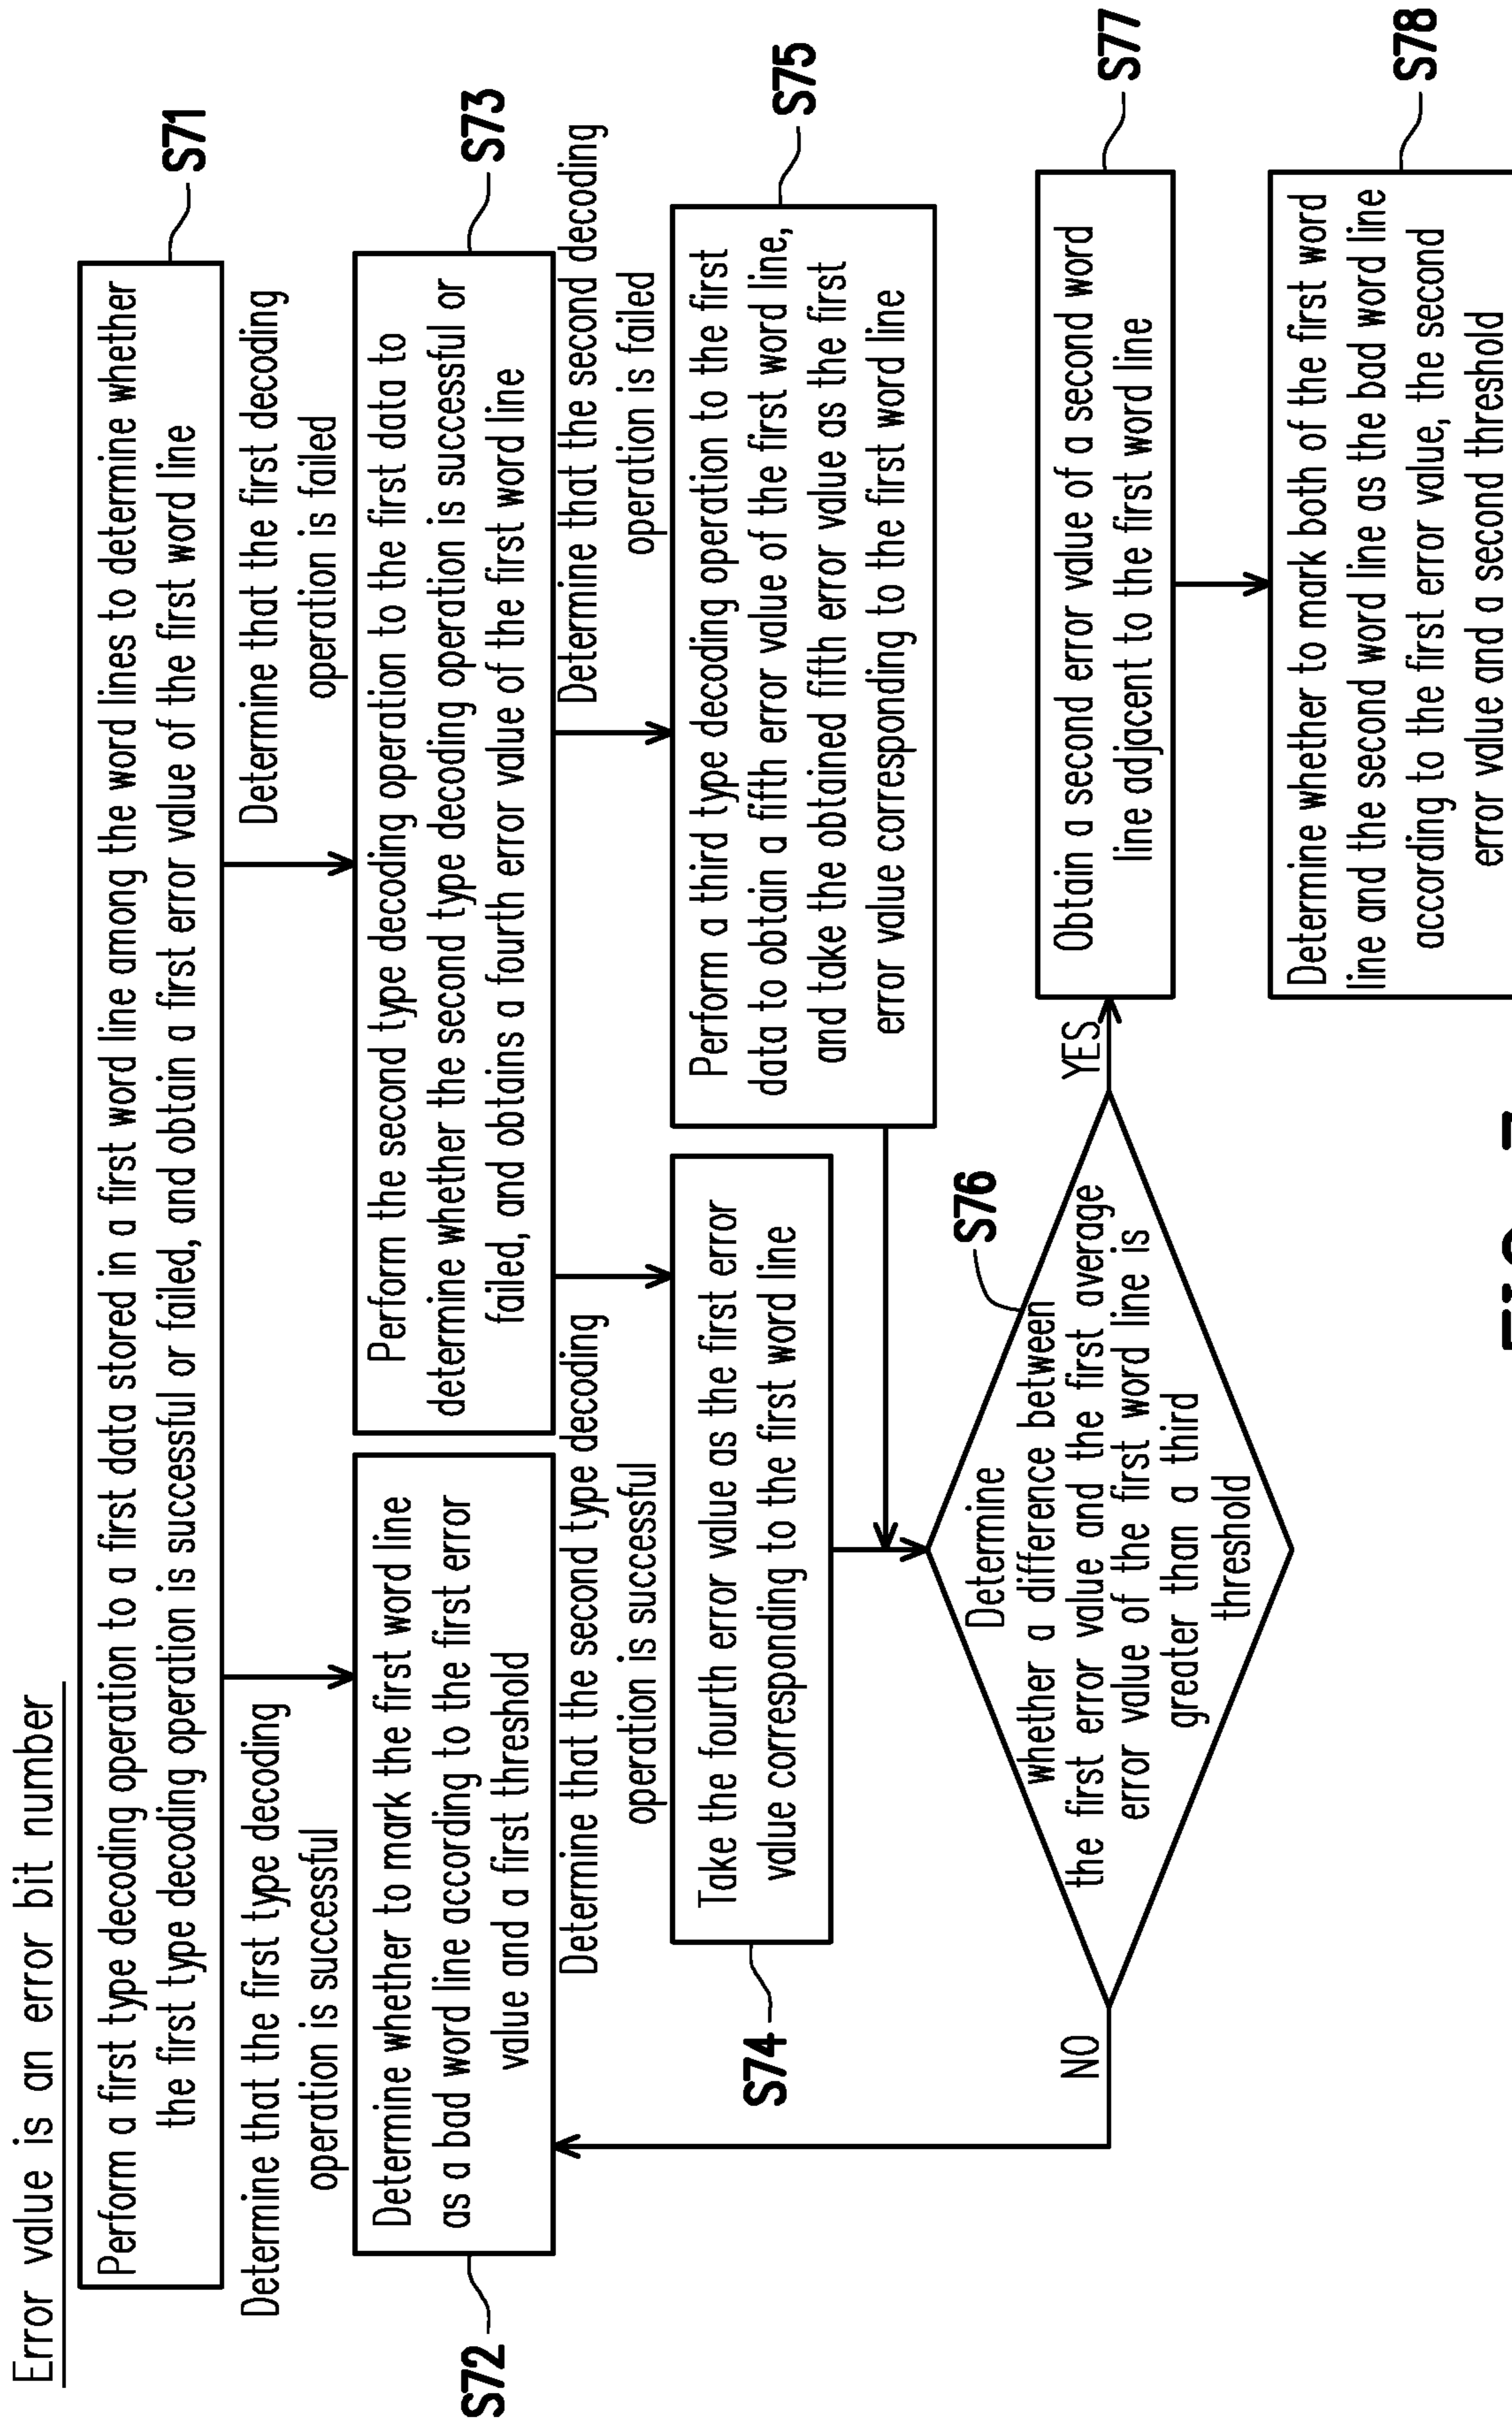 Error value is an error bit number
Perform a first type decoding operation to a first data stored in a first word line among the word lines to determine whether
the first type decoding operation is successful or failed, and obtain a first error value of the first word line
S71
Determine that the first type decoding
operation is successful
Determine that the first decoding
operation is failed
Determine whether to mark the first word line
as a bad word line according to the first error
value and a first threshold
S72
Perform the second type decoding operation to the first data to
determine whether the second type decoding operation is successful or
failed, and obtains a fourth error value of the first word line
S73
Determine that the second type decoding
operation is successful
Determine that the second decoding
operation is failed
Take the fourth error value as the first error
value corresponding to the first word line
S74
Perform a third type decoding operation to the first
data to obtain a fifth error value of the first word line,
and take the obtained fifth error value as the first
error value corresponding to the first word line
S75
Determine
whether a difference between
the first error value and the first average
error value of the first word line is
greater than a third
threshold
S76
NO
YES
Obtain a second error value of a second word
line adjacent to the first word line
S77
Determine whether to mark both of the first word
line and the second word line as the bad word line
according to the first error value, the second
error value and a second threshold
S78